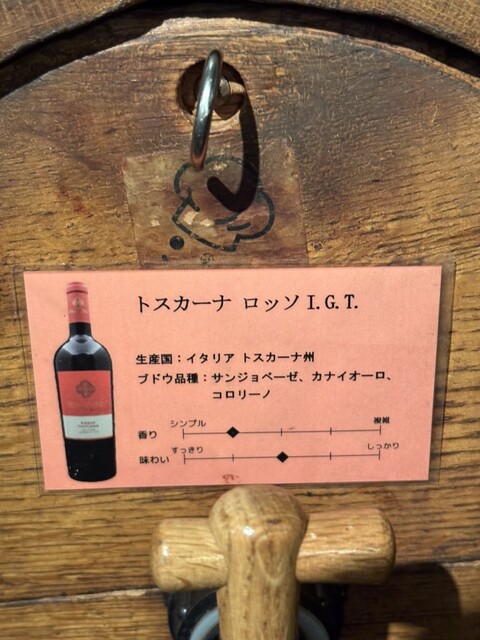 トスカーナ ロッソ I.G.T.
生産国：イタリア トスカーナ州
ブドウ品種：サンジョベーゼ、カナイオーロ、
コロリーノ
シンプル 複雑
香り
すっきり しっかり
味わい